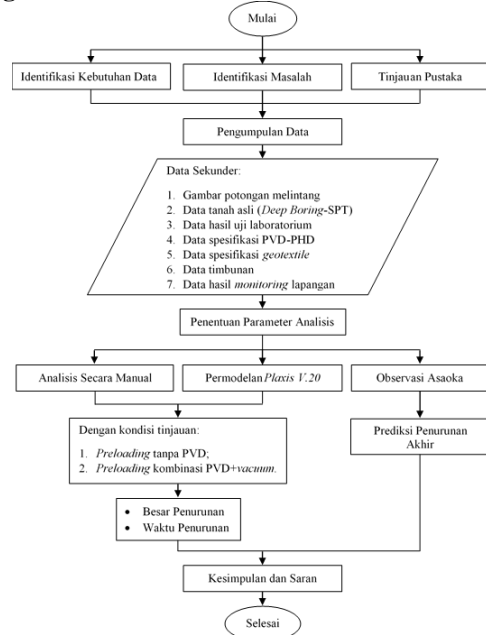 Mulai
Identifikasi Kebutuhan Data
Identifikasi Masalah
Tinjauan Pustaka
Pengumpulan Data
Data Sekunder:
1. Gambar potongan melintang
2. Data tanah asli (Deep Boring-SPT)
3. Data hasil uji laboratorium
4. Data spesifikasi PVD-PHD
5. Data spesifikasi geotextile
6. Data timbunan
7. Data hasil monitoring lapangan
Penentuan Parameter Analisis
Analisis Secara Manual
Permodelan Plaxis V.20
Observasi Asaoka
Dengan kondisi tinjauan:
1. Preloading tanpa PVD;
2. Preloading kombinasi PVD+vacuum.
Prediksi Penurunan
Akhir
• Besar Penurunan
• Waktu Penurunan
Kesimpulan dan Saran
Selesai